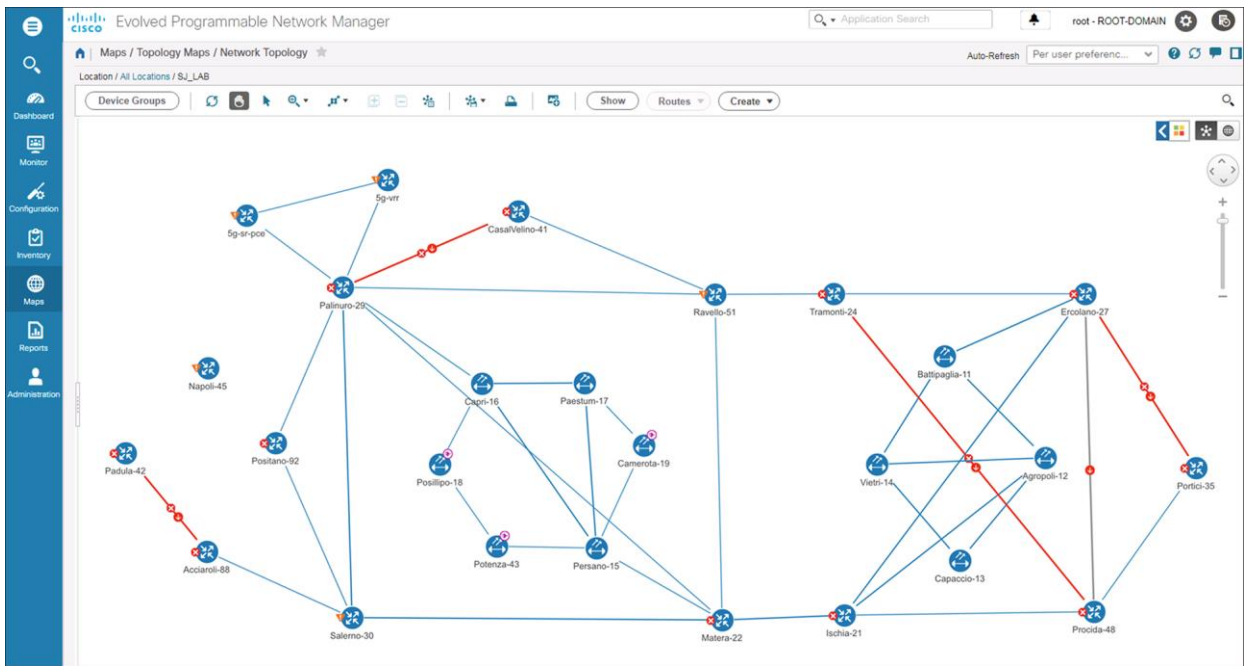 cisco Evolved Programmable Network Manager
Application Search
root - ROOT-DOMAIN
Maps / Topology Maps / Network Topology
Auto-Refresh
Per user preferenc...
Location / All Locations / SJ_LAB
Device Groups
Show
Routes
Create
Dashboard
Monitor
Configuration
Inventory
Maps
Reports
Administration
5g-vrr
5g-sr-pce
CasalVelino-41
Palinuro-29
Ravello-51
Tramonti-24
Ercolano-27
Battipaglia-11
Napoli-45
Capri-16
Paestum-17
Positano-92
Camerota-19
Padula-42
Posillipo-18
Vietri-14
Agropoli-12
Portici-35
Acciaroli-88
Potenza-43
Persano-15
Capaccio-13
Salerno-30
Matera-22
Ischia-21
Procida-48